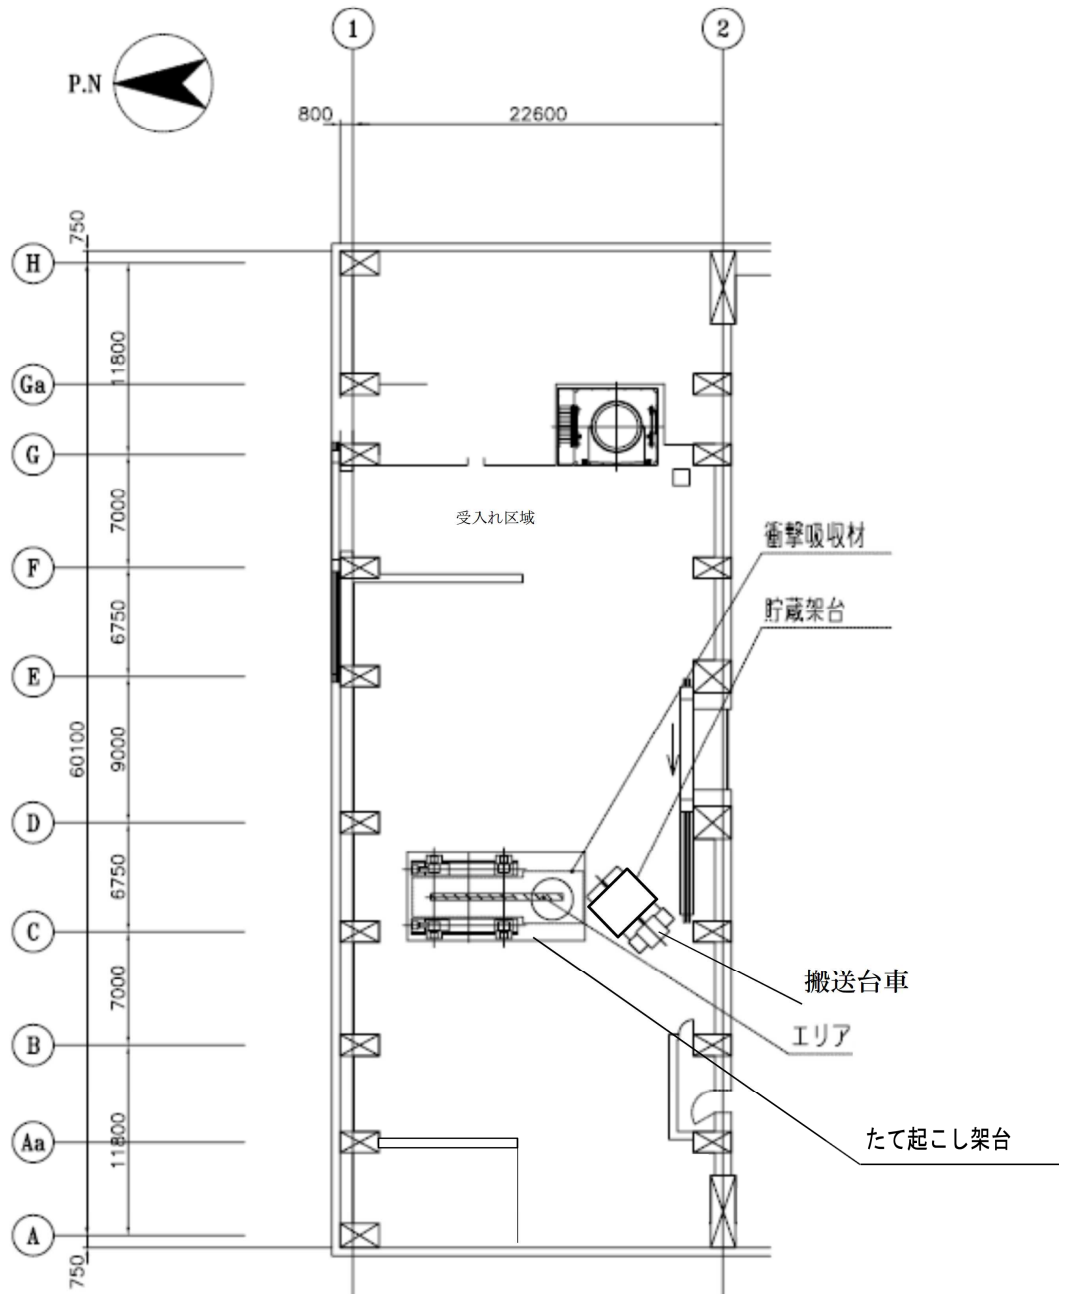 1
2
P.N
800
22600
750
H
11800
Ga
G
7000
受入れ区域
衝撃吸収材
F
貯蔵架台
6750
E
60100
9000
D
6750
C
搬送台車
7000
エリア
B
たて起こし架台
11800
Aa
A
750